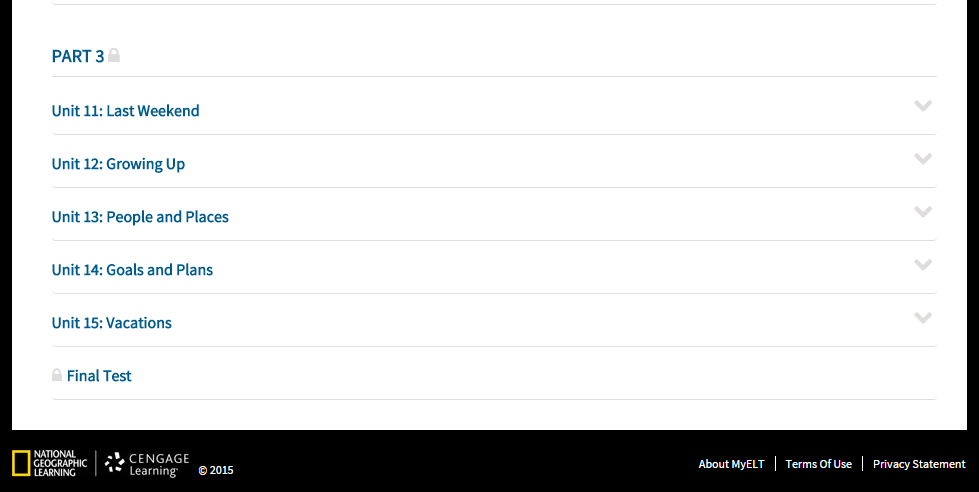 PART 3
Unit 11: Last Weekend
Unit 12: Growing Up
Unit 13: People and Places
Unit 14: Goals and Plans
Unit 15: Vacations
Final Test
NATIONAL
GEOGRAPHIC
LEARNING
CENGAGE
Learning·
© 2015
About MyELT
Terms Of Use
Privacy Statement